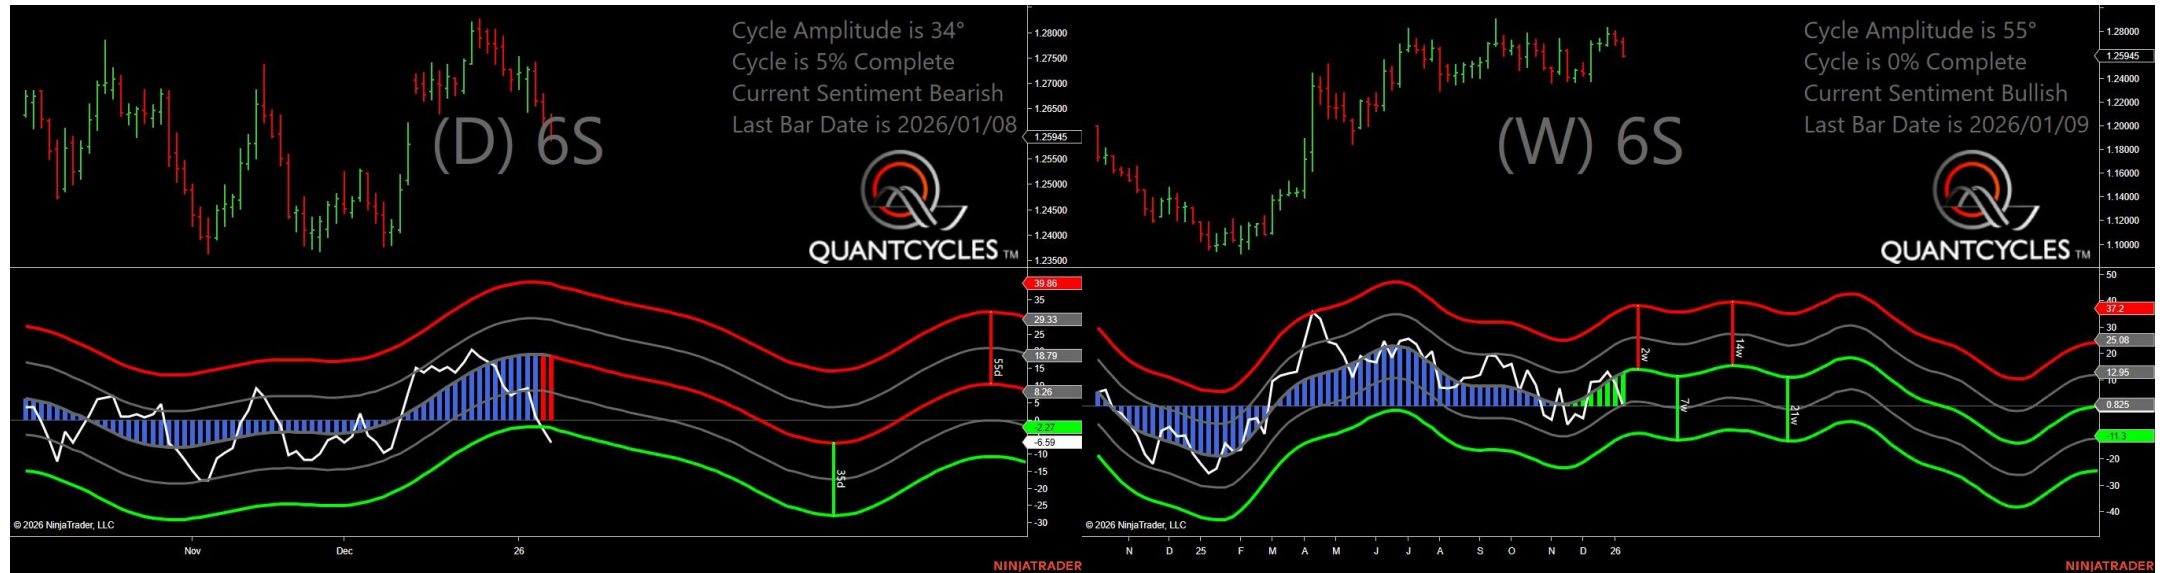 Cycle Amplitude is 34°
Cycle is 5% Complete
Current Sentiment Bearish
Last Bar Date is 2026/01/08
(D) 6S
QUANTCYCLES TM
1.28000
1.27500
1.27000
1.26500
1.25945
1.25500
1.25000
1.24500
1.24000
1.23500
39.86
35
29.33
25
18.79
15
8.26
5
0
-2.27
-6.59
-10
-15
-20
-25
-30
55d
35d
© 2026 NinjaTrader, LLC
Nov
Dec
26
NINJATRADER
Cycle Amplitude is 55°
Cycle is 0% Complete
Current Sentiment Bullish
Last Bar Date is 2026/01/09
(W) 6S
QUANTCYCLES TM
1.28000
1.25945
1.24000
1.22000
1.20000
1.18000
1.16000
1.14000
1.12000
1.10000
50
37.2
30
25.08
20
12.95
0.825
-11.3
-20
-30
-40
2w
14w
7w
21w
© 2026 NinjaTrader, LLC
N
D
25
F
M
A
M
J
J
A
S
O
N
D
26
NINJATRADER